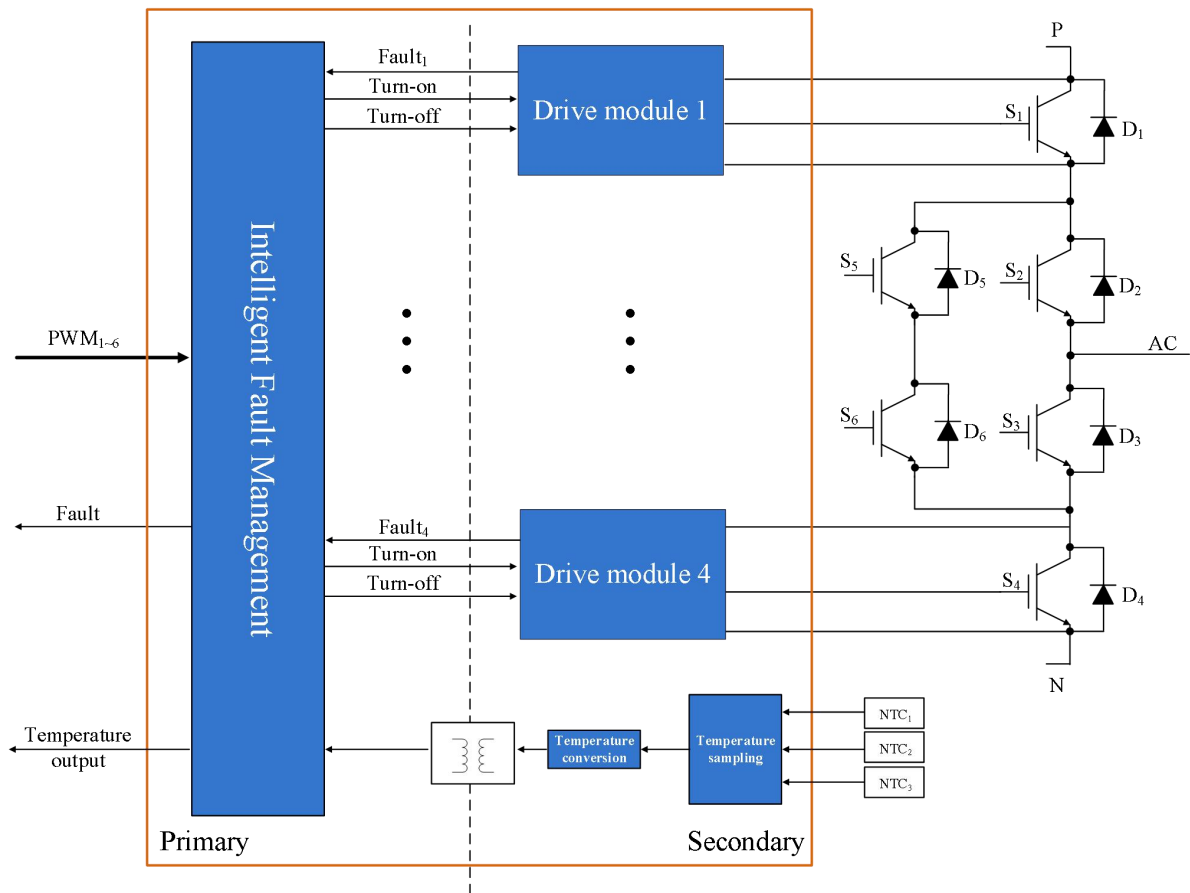 P
Fault₁
Turn-on
Turn-off
Drive module 1
S₁
D₁
Intelligent Fault Management
S₅
D₅
S₂
D₂
PWM₁~₆
AC
S₆
D₆
S₃
D₃
Fault
Fault₄
Turn-on
Turn-off
Drive module 4
S₄
D₄
N
Temperature
output
Temperature
conversion
Temperature
sampling
NTC₁
NTC₂
NTC₃
Primary
Secondary